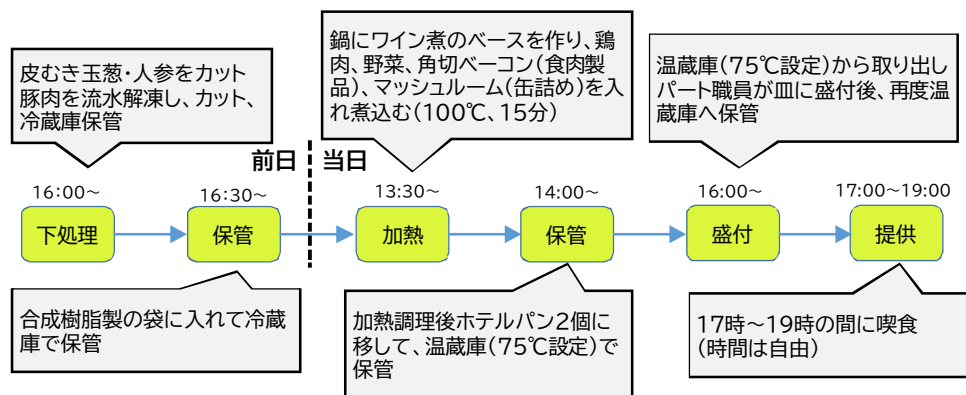 皮むき玉葱・人参をカット
豚肉を流水解凍し、カット、
冷蔵庫保管
鍋にワイン煮のベースを作り、鶏
肉、野菜、角切ベーコン(食肉製
品)、マッシュルーム(缶詰め)を入
れ煮込む(100℃、15分)
温蔵庫(75℃設定)から取り出し
パート職員が皿に盛付後、再度温
蔵庫へ保管
前日
当日
16:00~
16:30~
13:30~
14:00~
16:00~
17:00~19:00
下処理
保管
加熱
保管
盛付
提供
合成樹脂製の袋に入れて冷蔵
庫で保管
加熱調理後ホテルパン2個に
移して、温蔵庫(75℃設定)で
保管
17時~19時の間に喫食
(時間は自由)